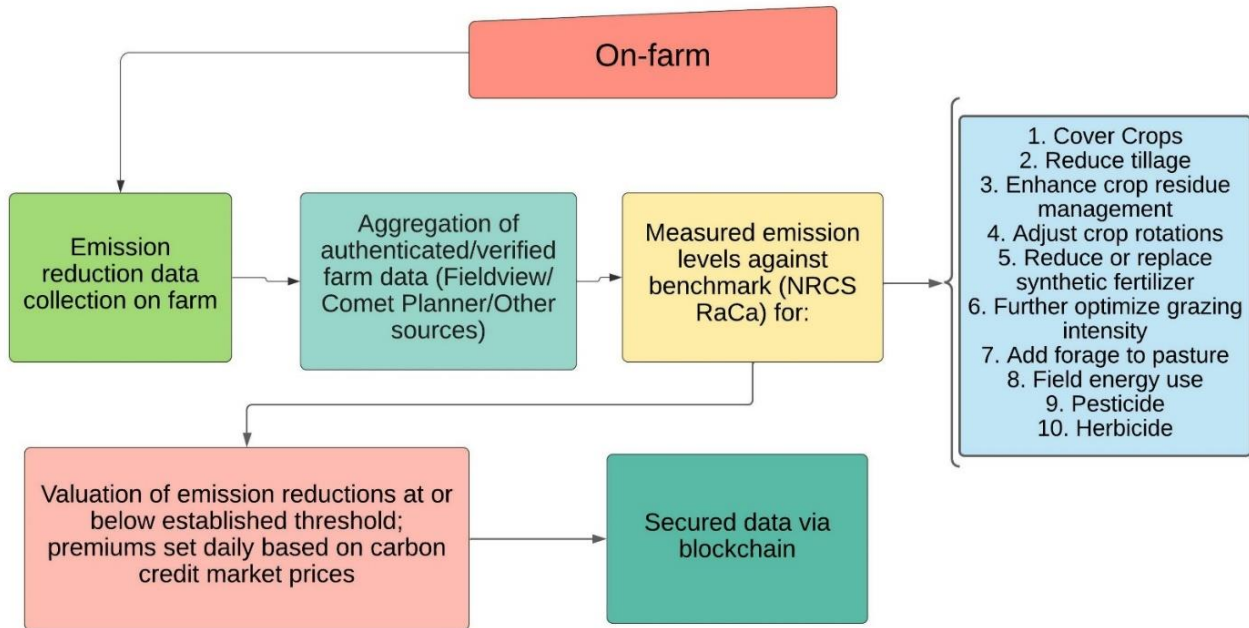 On-farm
Emission
reduction data
collection on farm
Aggregation of
authenticated/verified
farm data (Fieldview/
Comet Planner/Other
sources)
Measured emission
levels against
benchmark (NRCS
RaCa) for:
1. Cover Crops
2. Reduce tillage
3. Enhance crop residue
management
4. Adjust crop rotations
5. Reduce or replace
synthetic fertilizer
6. Further optimize grazing
intensity
7. Add forage to pasture
8. Field energy use
9. Pesticide
10. Herbicide
Valuation of emission reductions at or
below established threshold;
premiums set daily based on carbon
credit market prices
Secured data via
blockchain